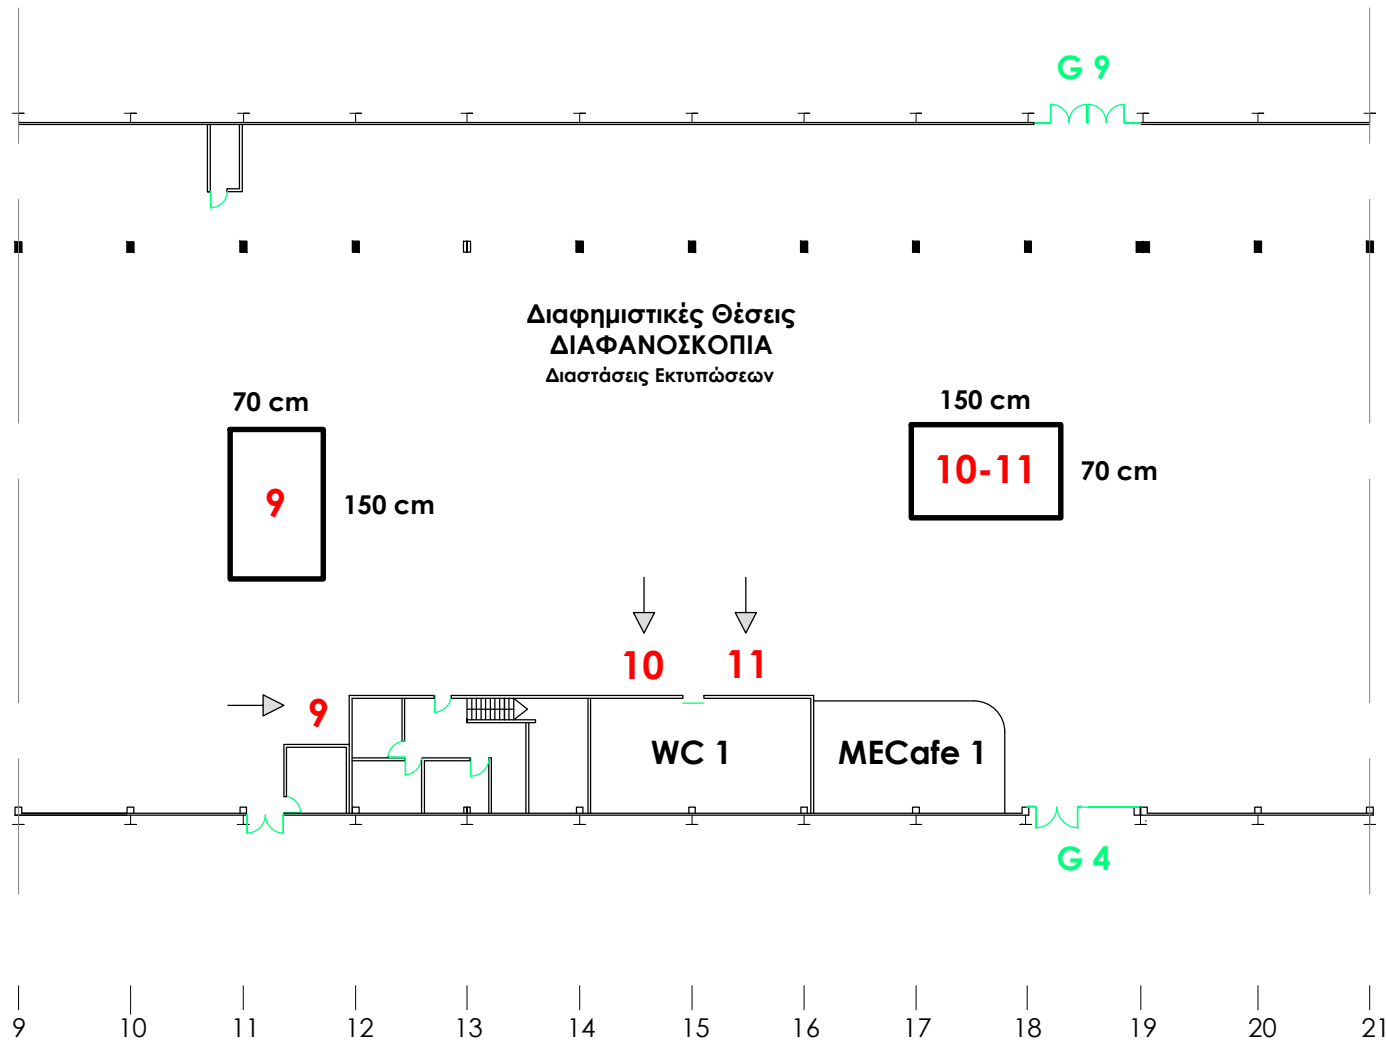 G 9
Διαφημιστικές Θέσεις
ΔΙΑΦΑΝΟΣΚΟΠΙΑ
Διαστάσεις Εκτυπώσεων
70 cm
9
150 cm
150 cm
10-11
70 cm
10
11
9
WC 1
MECafe 1
G 4
9 10 11 12 13 14 15 16 17 18 19 20 21